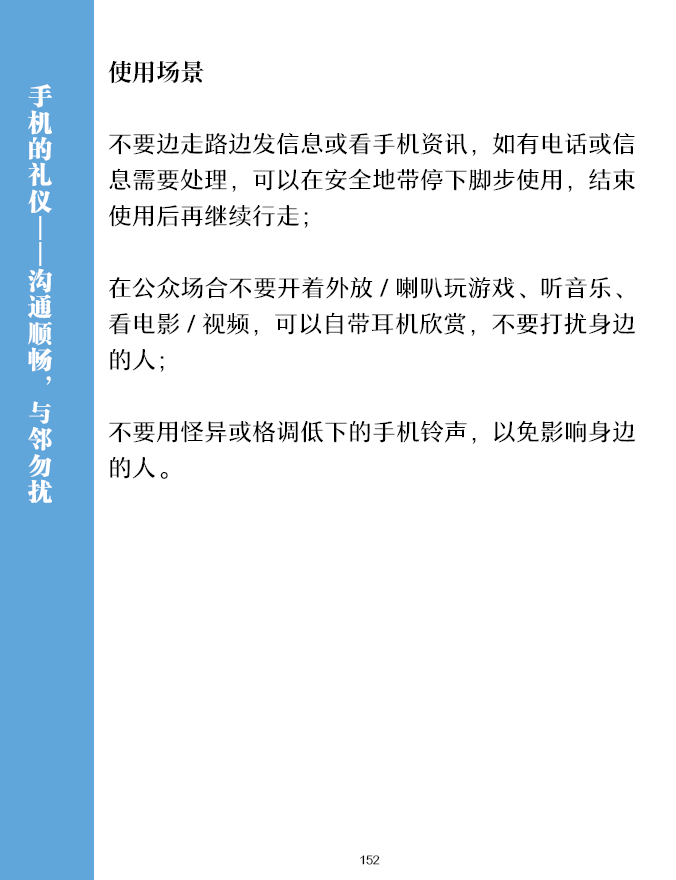 手机的礼仪——沟通顺畅，与邻勿扰
使用场景
不要边走路边发信息或看手机资讯，如有电话或信
息需要处理，可以在安全地带停下脚步使用，结束
使用后再继续行走；
在公众场合不要开着外放 / 喇叭玩游戏、听音乐、
看电影 / 视频，可以自带耳机欣赏，不要打扰身边
的人；
不要用怪异或格调低下的手机铃声，以免影响身边
的人。
152